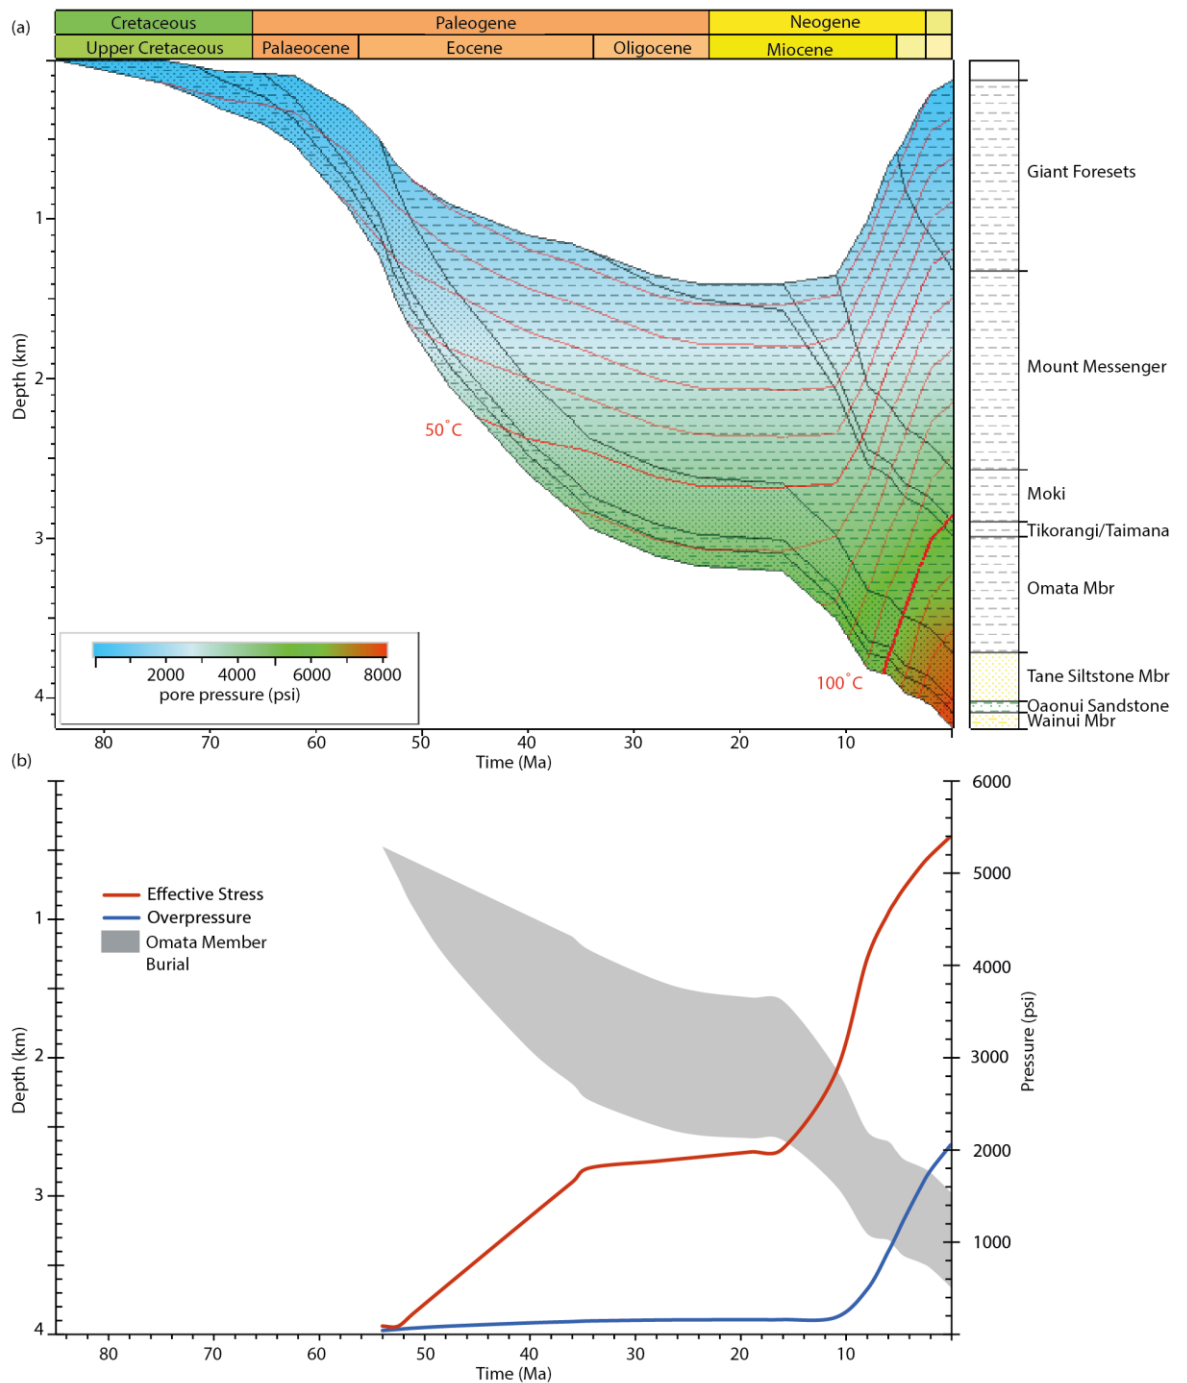 (a)
Cretaceous Paleogene Neogene
Upper Cretaceous Palaeocene Eocene Oligocene Miocene
Giant Foresets
1
Depth (km)
Mount Messenger
2
50°C
Moki
3
Tikorangi/Taimana
Omata Mbr
2000 4000 6000 8000
pore pressure (psi)
100°C
Tane Siltstone Mbr
4
Oaonui Sandstone
Wainui Mbr
80 70 60 50 40 30 20 10
Time (Ma)
(b)
6000
Effective Stress
5000
Overpressure
1
Omata Member
Burial
4000
Depth (km)
Pressure (psi)
2
3000
2000
3
1000
4
80 70 60 50 40 30 20 10
Time (Ma)